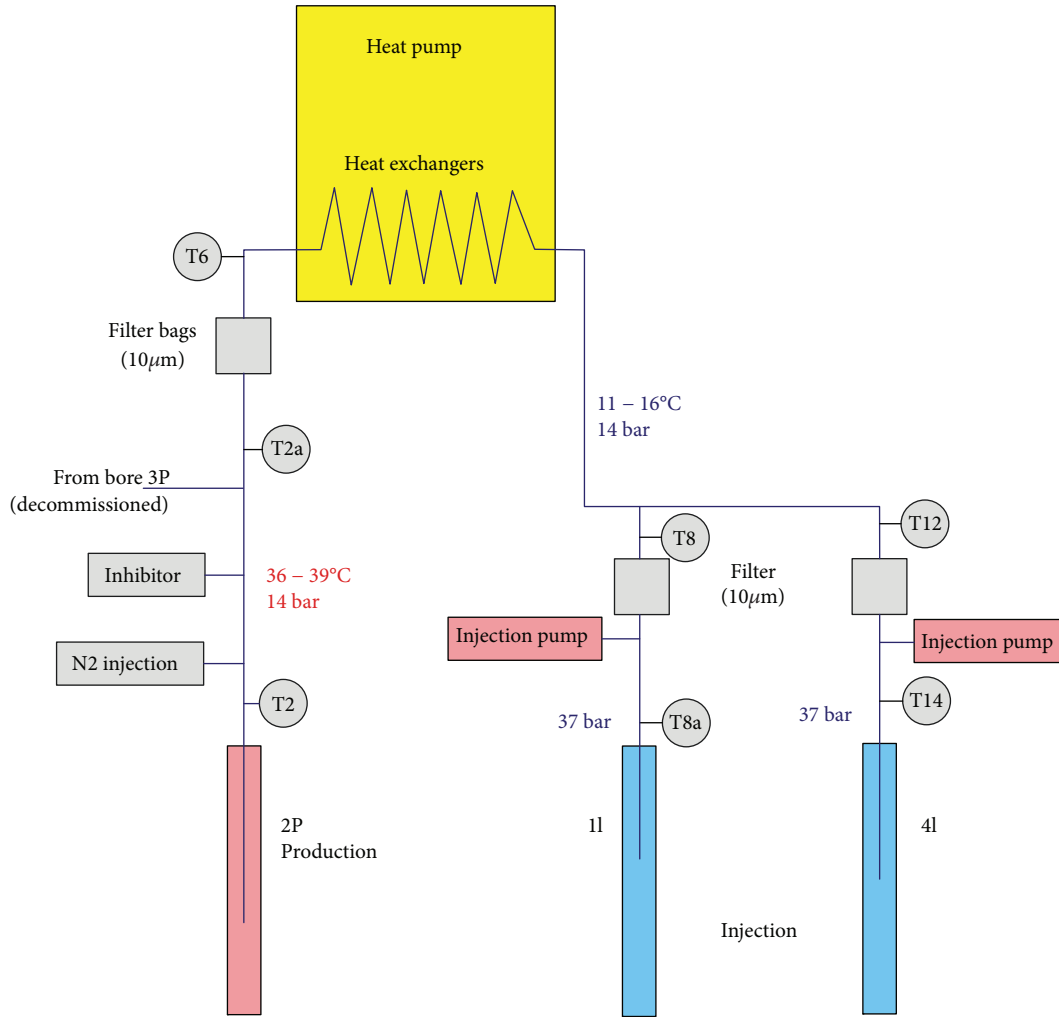 Heat pump
Heat exchangers
T6
Filter bags
(10μm)
11 – 16°C
14 bar
T2a
From bore 3P
(decommissioned)
T8
T12
Inhibitor
36 – 39°C
14 bar
Filter
(10μm)
Injection pump
Injection pump
N2 injection
T2
37 bar
T8a
37 bar
T14
2P
Production
1l
4l
Injection